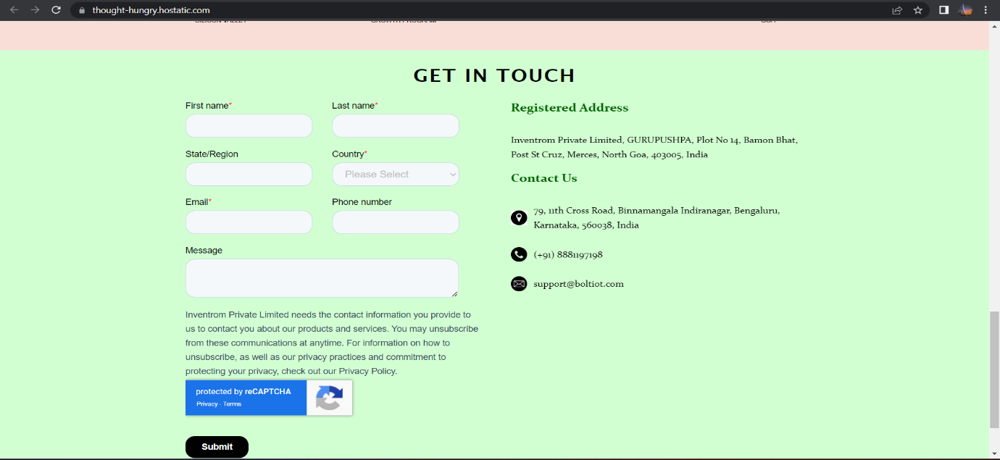 thought-hungry.hostatic.com
SILICON VALLEY
GROWTH PROGRAM
GET IN TOUCH
First name*
Last name*
State/Region
Country*
Please Select
Email*
Phone number
Message
Inventrom Private Limited needs the contact information you provide to
us to contact you about our products and services. You may unsubscribe
from these communications at anytime. For information on how to
unsubscribe, as well as our privacy practices and commitment to
protecting your privacy, check out our Privacy Policy.
protected by reCAPTCHA
Privacy - Terms
Submit
Registered Address
Inventrom Private Limited, GURUPUSHPA, Plot No 14, Bamon Bhat,
Post St Cruz, Merces, North Goa, 403005, India
Contact Us
79, 11th Cross Road, Binnamangala Indiranagar, Bengaluru,
Karnataka, 560038, India
(+91) 8881197198
support@boltiot.com